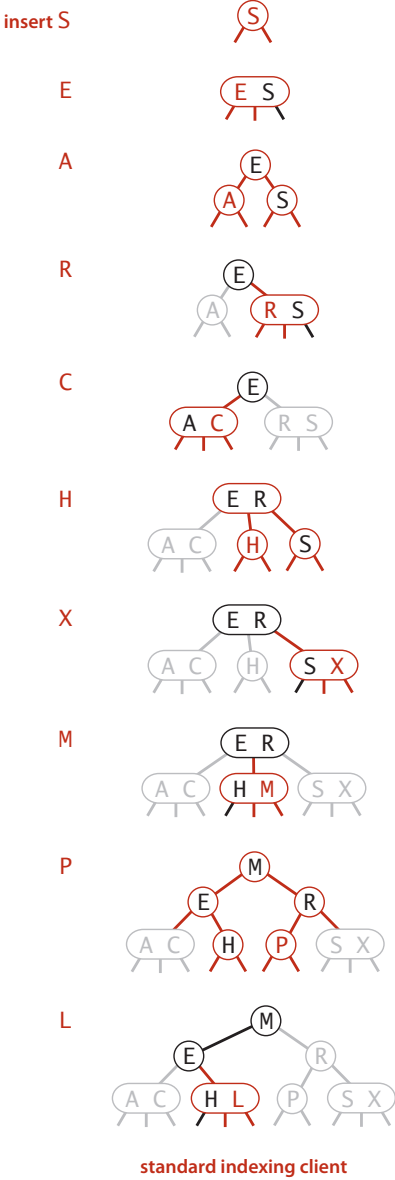 insert S
S
E
E S
A
E
A S
R
E
A R S
C
E
A C R S
H
E R
A C H S
X
E R
A C H S X
M
E R
A C H M S X
P
M
E R
A C H P S X
L
M
E R
A C H L P S X
standard indexing client